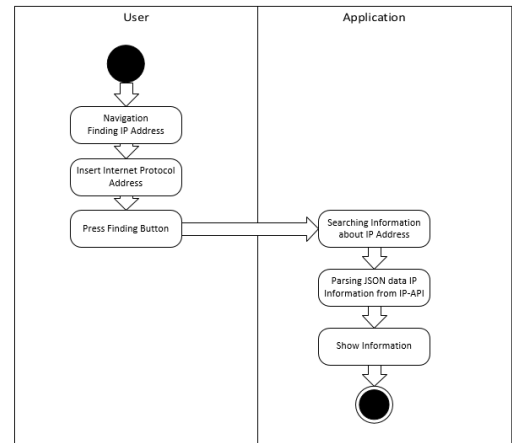 User
Application
Navigation
Finding IP Address
Insert Internet Protocol
Address
Press Finding Button
Searching Information
about IP Address
Parsing JSON data IP
Information from IP-API
Show Information